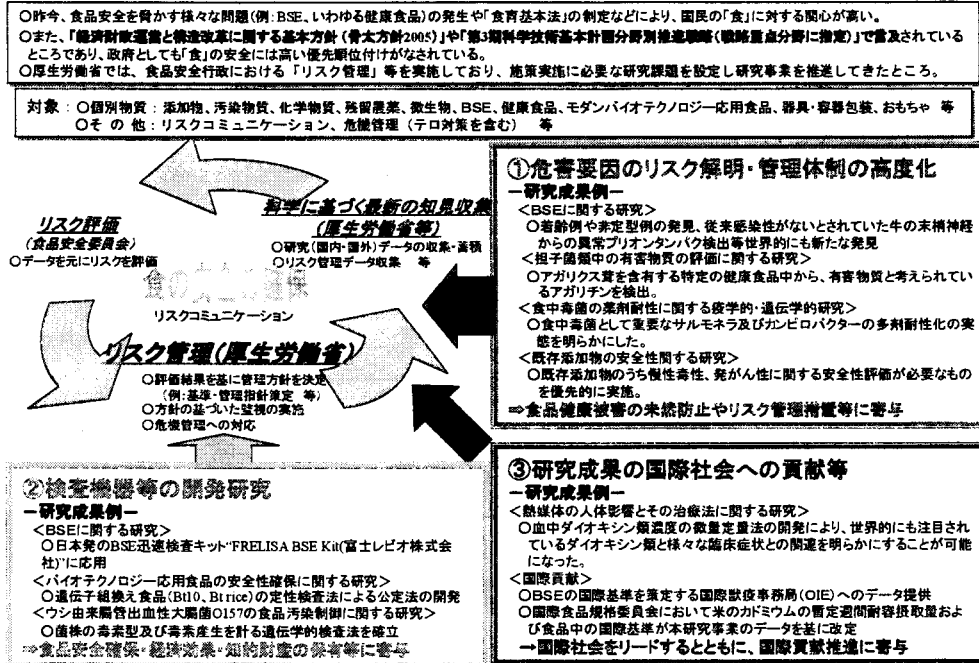 ○昨今、食品安全を脅かす様々な問題(例:BSE、いわゆる健康食品)の発生や「食育基本法」の制定などにより、国民の「食」に対する関心が高い。
○また、「経済財政運営と構造改革に関する基本方針(骨太方針2005)」や「第3期科学技術基本計画分野別推進戦略(戦略重点分野に指定)」で言及されている
ところであり、政府としても「食」の安全には高い優先順位付けがなされている。
○厚生労働省では、食品安全行政における「リスク管理」等を実施しており、施策実施に必要な研究課題を設定し研究事業を推進してきたところ。
対象:○個別物質:添加物、汚染物質、化学物質、残留農薬、微生物、BSE、健康食品、モダンバイオテクノロジー応用食品、器具・容器包装、おもちゃ 等
○その他:リスクコミュニケーション、危機管理(テロ対策を含む) 等
科学に基づく最新の知見収集
(厚生労働省等)
○研究(国内・国外)データの収集・蓄積
○リスク管理データ収集 等
リスク評価
(食品安全委員会)
○データを元にリスクを評価
食の安全の確保
リスクコミュニケーション
リスク管理(厚生労働省)
○評価結果を基に管理方針を決定
(例:基準・管理指針策定 等)
○方針の基づいた監視の実施
○危機管理への対応
①危害要因のリスク解明・管理体制の高度化
ー研究成果例ー
<BSEに関する研究>
○若齢例や非定型例の発見、従来感染性がないとされていた牛の末梢神経
からの異常プリオンタンパク検出等世界的にも新たな発見
<担子菌類中の有害物質の評価に関する研究>
○アガリクス茸を含有する特定の健康食品中から、有害物質と考えられてい
るアガリチンを検出。
<食中毒菌の薬剤耐性に関する疫学的・遺伝学的研究>
○食中毒菌として重要なサルモネラ及びカンピロバクターの多剤耐性化の実
態を明らかにした。
<既存添加物の安全性関する研究>
○既存添加物のうち慢性毒性、発がん性に関する安全性評価が必要なもの
を優先的に実施。
⇒食品健康被害の未然防止やリスク管理措置等に寄与
②検査機器等の開発研究
ー研究成果例ー
<BSEに関する研究>
○日本発のBSE迅速検査キット"FRELISA BSE Kit(富士レビオ株式会
社)"に応用
<バイオテクノロジー応用食品の安全性確保に関する研究>
○遺伝子組換え食品(Bt10、Bt rice)の定性検査法による公定法の開発
<ウシ由来腸管出血性大腸菌O157の食品汚染制御に関する研究>
○菌株の毒素型及び毒素産生を計る遺伝学的検査法を確立
⇒食品安全確保・経済効果・知的財産の保有等に寄与
③研究成果の国際社会への貢献等
ー研究成果例ー
<熱媒体の人体影響とその治療法に関する研究>
○血中ダイオキシン類濃度の微量定量法の開発により、世界的にも注目され
ているダイオキシン類と様々な臨床症状との関連を明らかにすることが可能
になった。
<国際貢献>
○BSEの国際基準を策定する国際獣疫事務局(OIE)へのデータ提供
○国際食品規格委員会において米のカドミウムの暫定週間耐容摂取量およ
び食品中の国際基準が本研究事業のデータを基に改定
→国際社会をリードするとともに、国際貢献推進に寄与